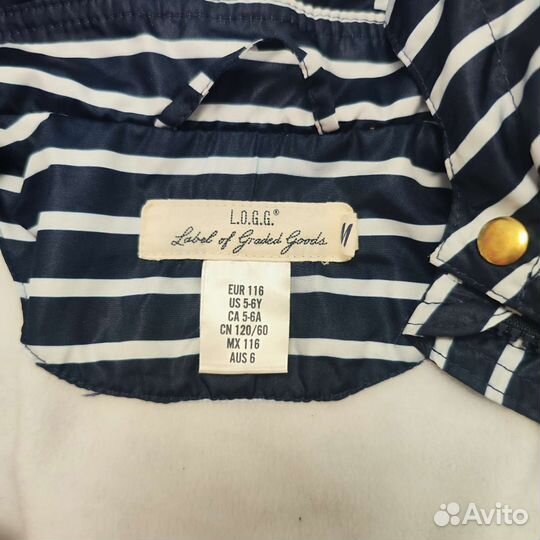 L.O.G.G.®
Label of Graded Goods
EUR 116
US 5-6Y
CA 5-6A
CN 120/60
MX 116
AUS 6
Avito